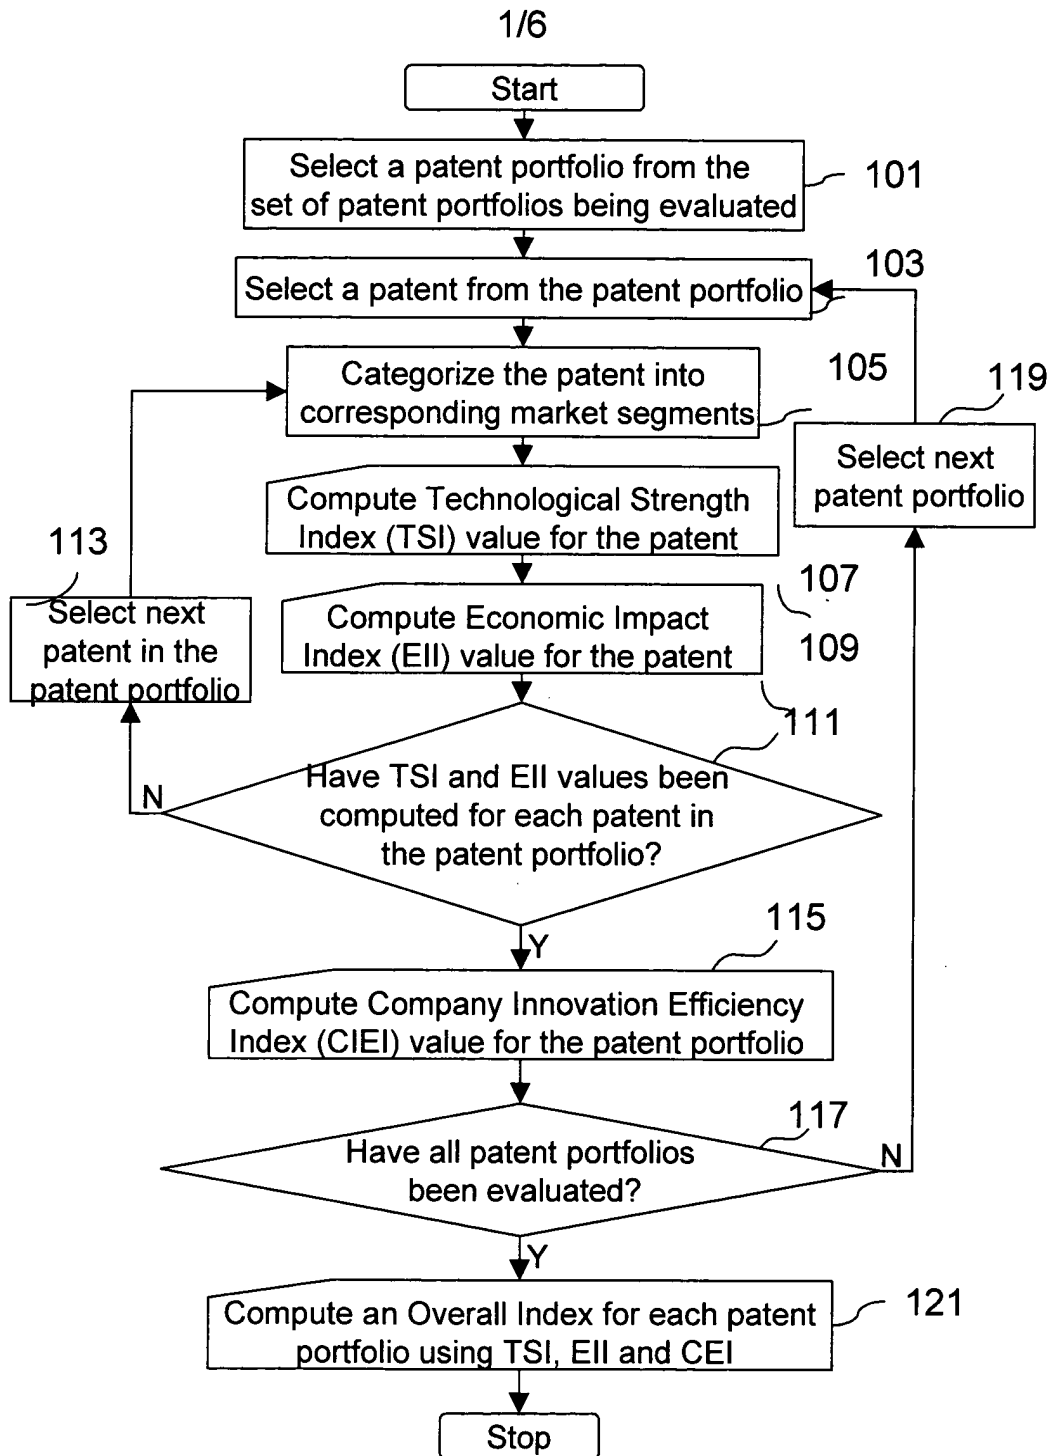 1/6
Start
Select a patent portfolio from the
set of patent portfolios being evaluated
101
Select a patent from the patent portfolio
103
Categorize the patent into
corresponding market segments
105
119
Select next
patent portfolio
Compute Technological Strength
Index (TSI) value for the patent
107
113
Select next
patent in the
patent portfolio
Compute Economic Impact
Index (EII) value for the patent
109
111
Have TSI and EII values been
computed for each patent in
the patent portfolio?
N
Y
115
Compute Company Innovation Efficiency
Index (CIEI) value for the patent portfolio
117
Have all patent portfolios
been evaluated?
N
Y
Compute an Overall Index for each patent
portfolio using TSI, EII and CEI
121
Stop